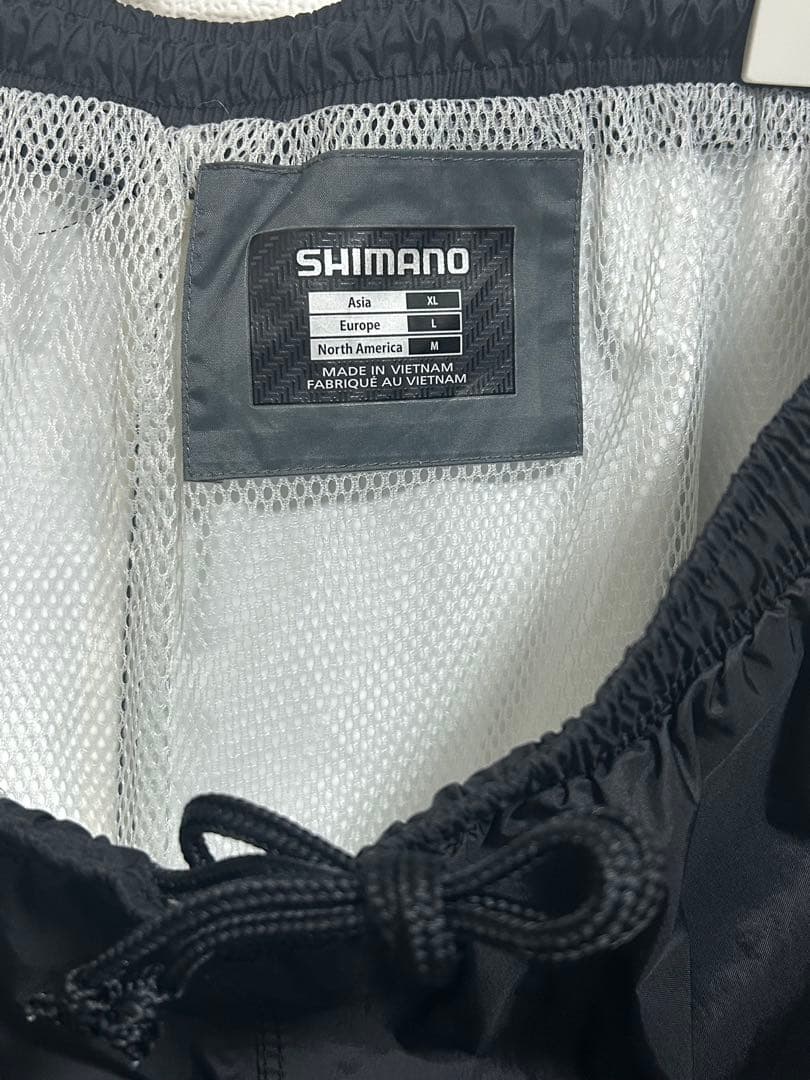 SHIMANO
Asia XL
Europe L
North America M
MADE IN VIETNAM
FABRIQUÉ AU VIETNAM